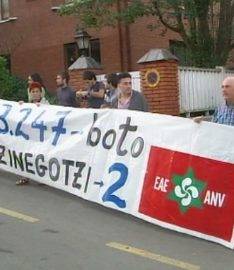 3.247- boto
ZINEGOTZI → 2
EAE ANV